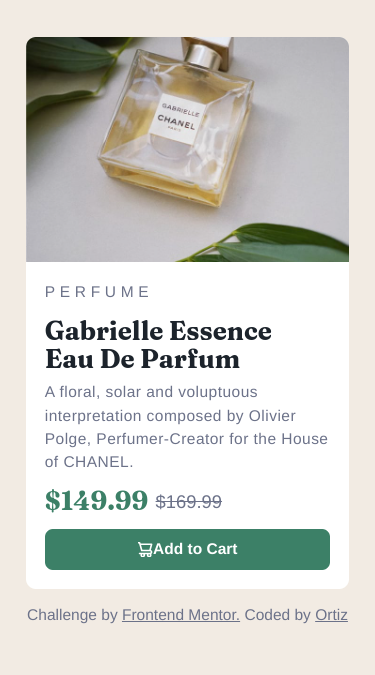 GABRIELLE
CHANEL
PARIS
PERFUME
Gabrielle Essence
Eau De Parfum
A floral, solar and voluptuous
interpretation composed by Olivier
Polge, Perfumer-Creator for the House
of CHANEL.
$149.99 $169.99
Add to Cart
Challenge by Frontend Mentor. Coded by Ortiz